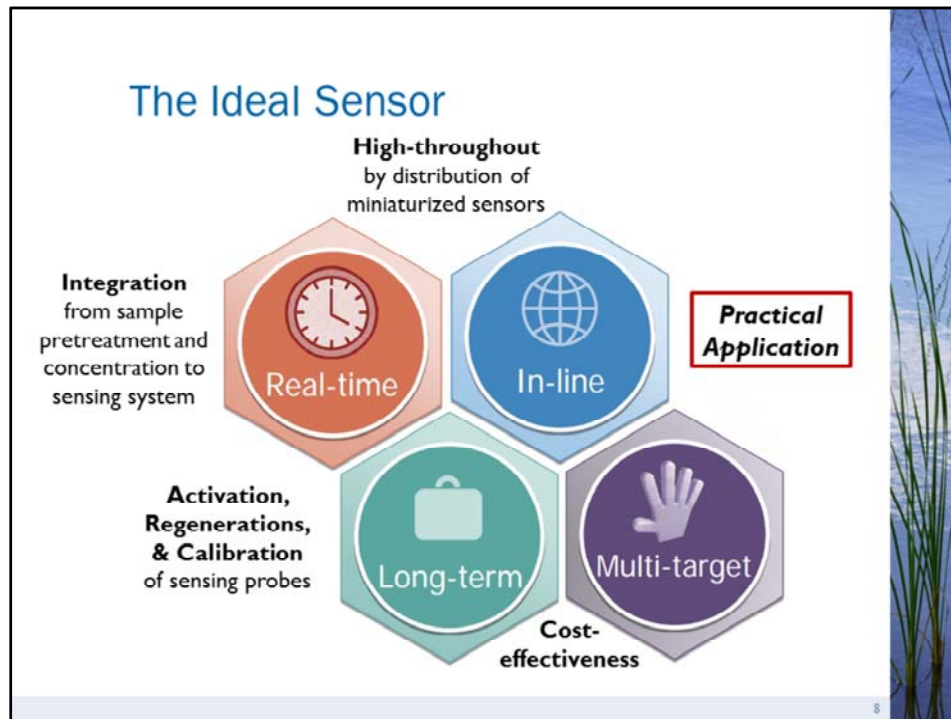 The Ideal Sensor
High-throughout
by distribution of
miniaturized sensors
Integration
from sample
pretreatment and
concentration to
sensing system
Real-time
In-line
Practical
Application
Activation,
Regenerations,
& Calibration
of sensing probes
Long-term
Multi-target
Cost-
effectiveness
8